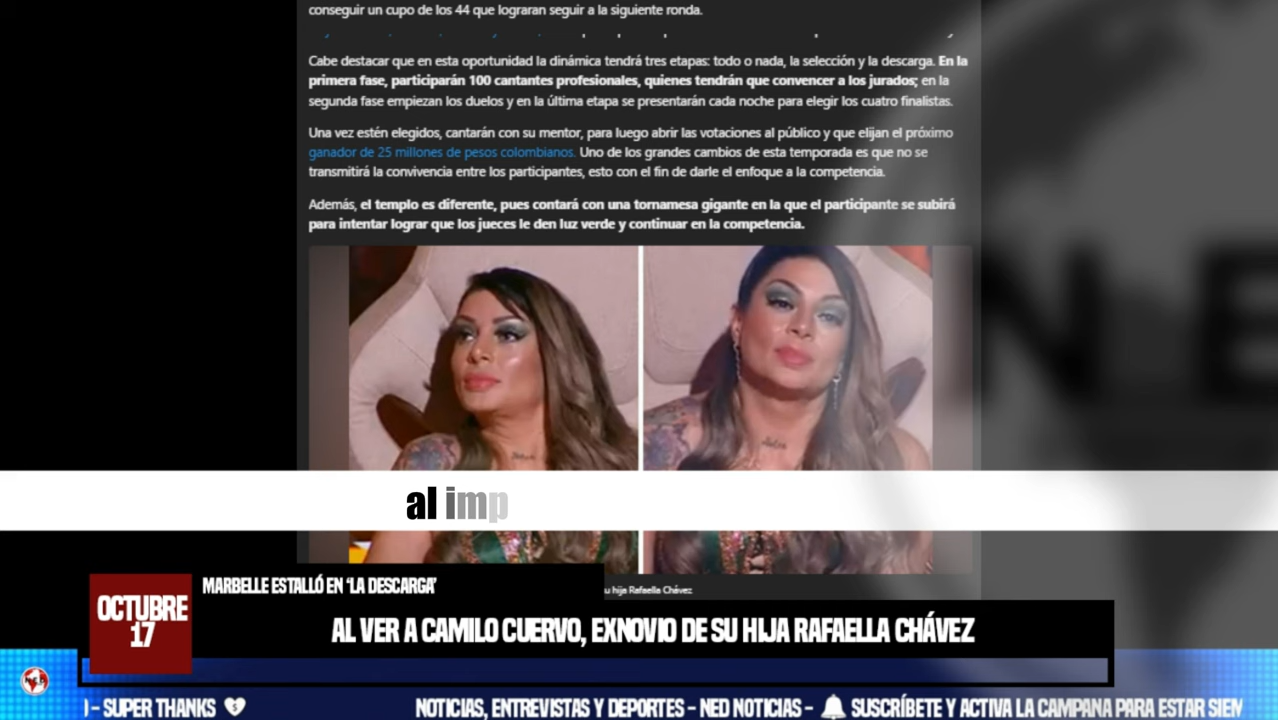 conseguir un cupo de los 44 que lograran seguir a la siguiente ronda.
Cabe destacar que en esta oportunidad la dinámica tendrá tres etapas: todo o nada, la selección y la descarga. En la
primera fase, participarán 100 cantantes profesionales, quienes tendrán que convencer a los jurados; en la
segunda fase empiezan los duelos y en la última etapa se presentarán cada noche para elegir los cuatro finalistas.
Una vez estén elegidos, cantarán con su mentor, para luego abrir las votaciones al público y que elijan el próximo
ganador de 25 millones de pesos colombianos. Uno de los grandes cambios de esta temporada es que no se
transmitirá la convivencia entre los participantes, esto con el fin de darle el enfoque a la competencia.
Además, el templo es diferente, pues contará con una tornamesa gigante en la que el participante se subirá
para intentar lograr que los jueces le den luz verde y continuar en la competencia.
al imp
u hija Rafaella Chávez
MARBELLE ESTALLÓ EN 'LA DESCARGA'
OCTUBRE
17
AL VER A CAMILO CUERVO, EXNOVIO DE SU HIJA RAFAELLA CHÁVEZ
) - SUPER THANKS
NOTICIAS, ENTREVISTAS Y DEPORTES - NED NOTICIAS -
SUSCRÍBETE Y ACTIVA LA CAMPANA PARA ESTAR SIEM
N E